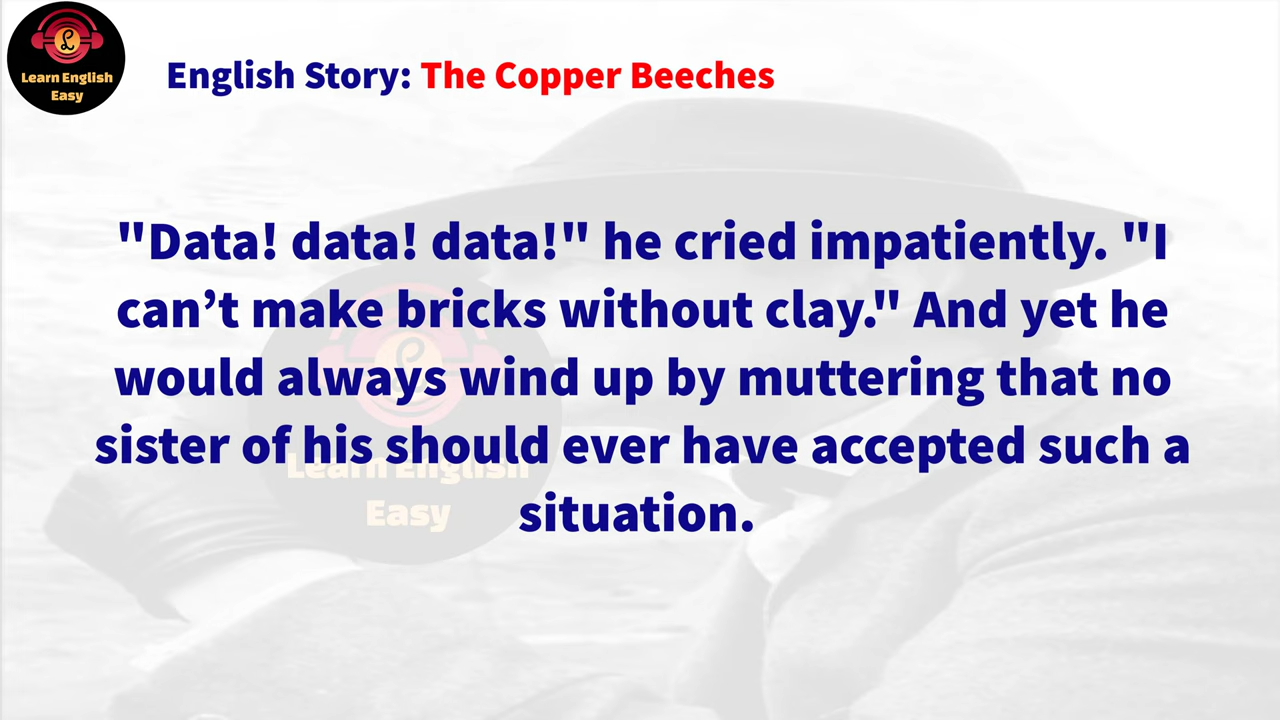 Learn English
Easy
English Story: The Copper Beeches
"Data! data! data!" he cried impatiently. "I
can’t make bricks without clay." And yet he
would always wind up by muttering that no
sister of his should ever have accepted such a
situation.
Learn English
Easy